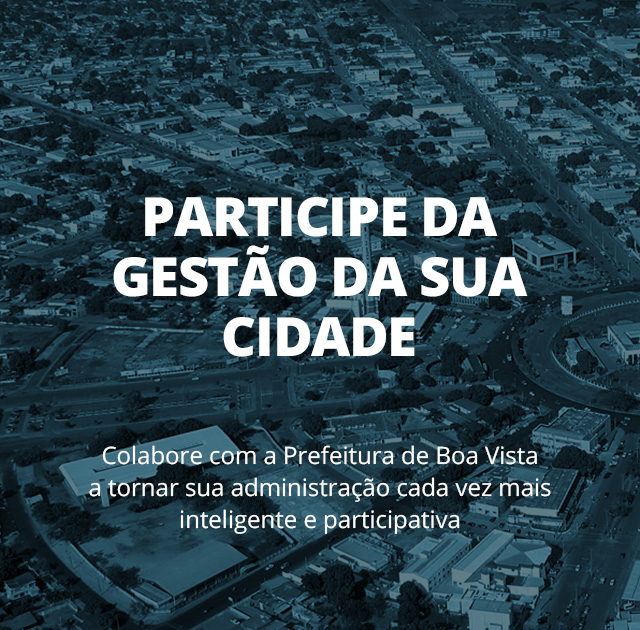 PARTICIPE DA
GESTÃO DA SUA
CIDADE
Colabore com a Prefeitura de Boa Vista
a tornar sua administração cada vez mais
inteligente e participativa